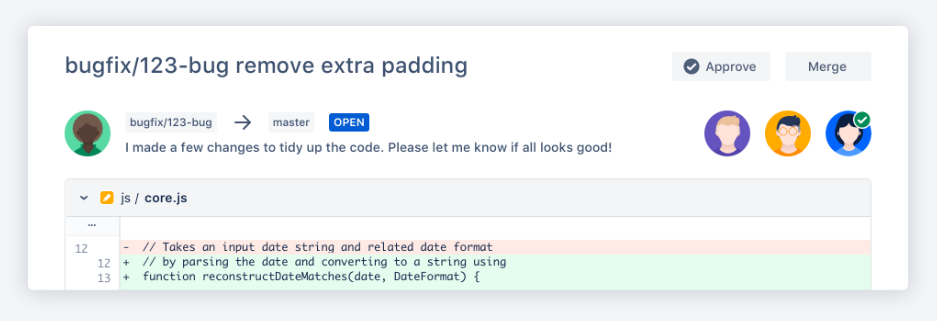 bugfix/123-bug remove extra padding
Approve
Merge
bugfix/123-bug → master OPEN
I made a few changes to tidy up the code. Please let me know if all looks good!
js / core.js
...
12 - // Takes an input date string and related date format
12 + // by parsing the date and converting to a string using
13 + function reconstructDateMatches(date, DateFormat) {